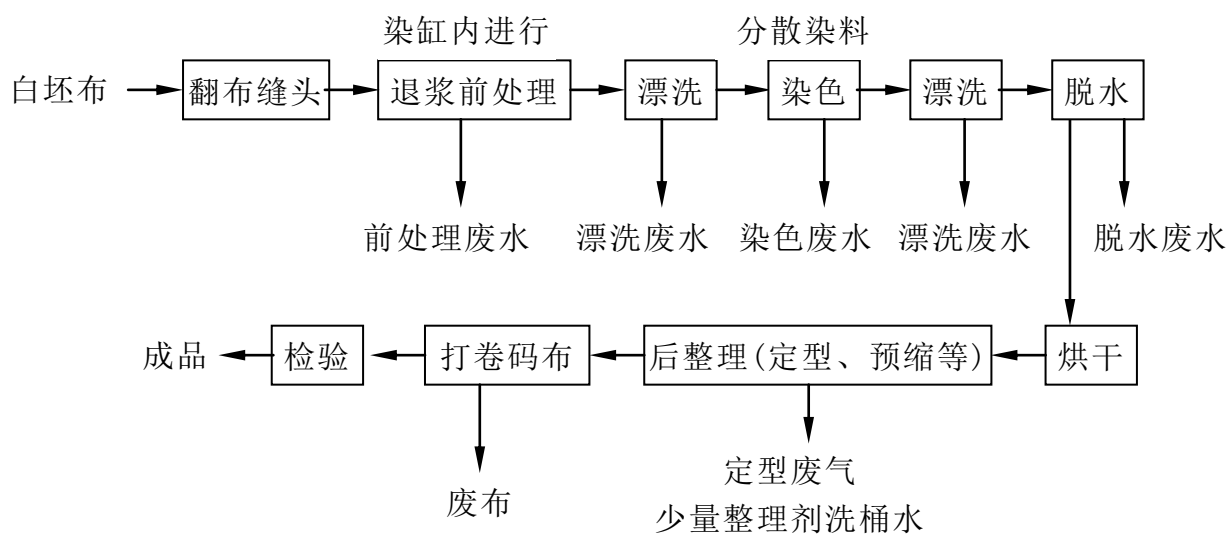 染缸内进行
分散染料
白坯布
翻布缝头
退浆前处理
漂洗
染色
漂洗
脱水
前处理废水
漂洗废水
染色废水
漂洗废水
脱水废水
成品
检验
打卷码布
后整理(定型、预缩等)
烘干
废布
定型废气
少量整理剂洗桶水